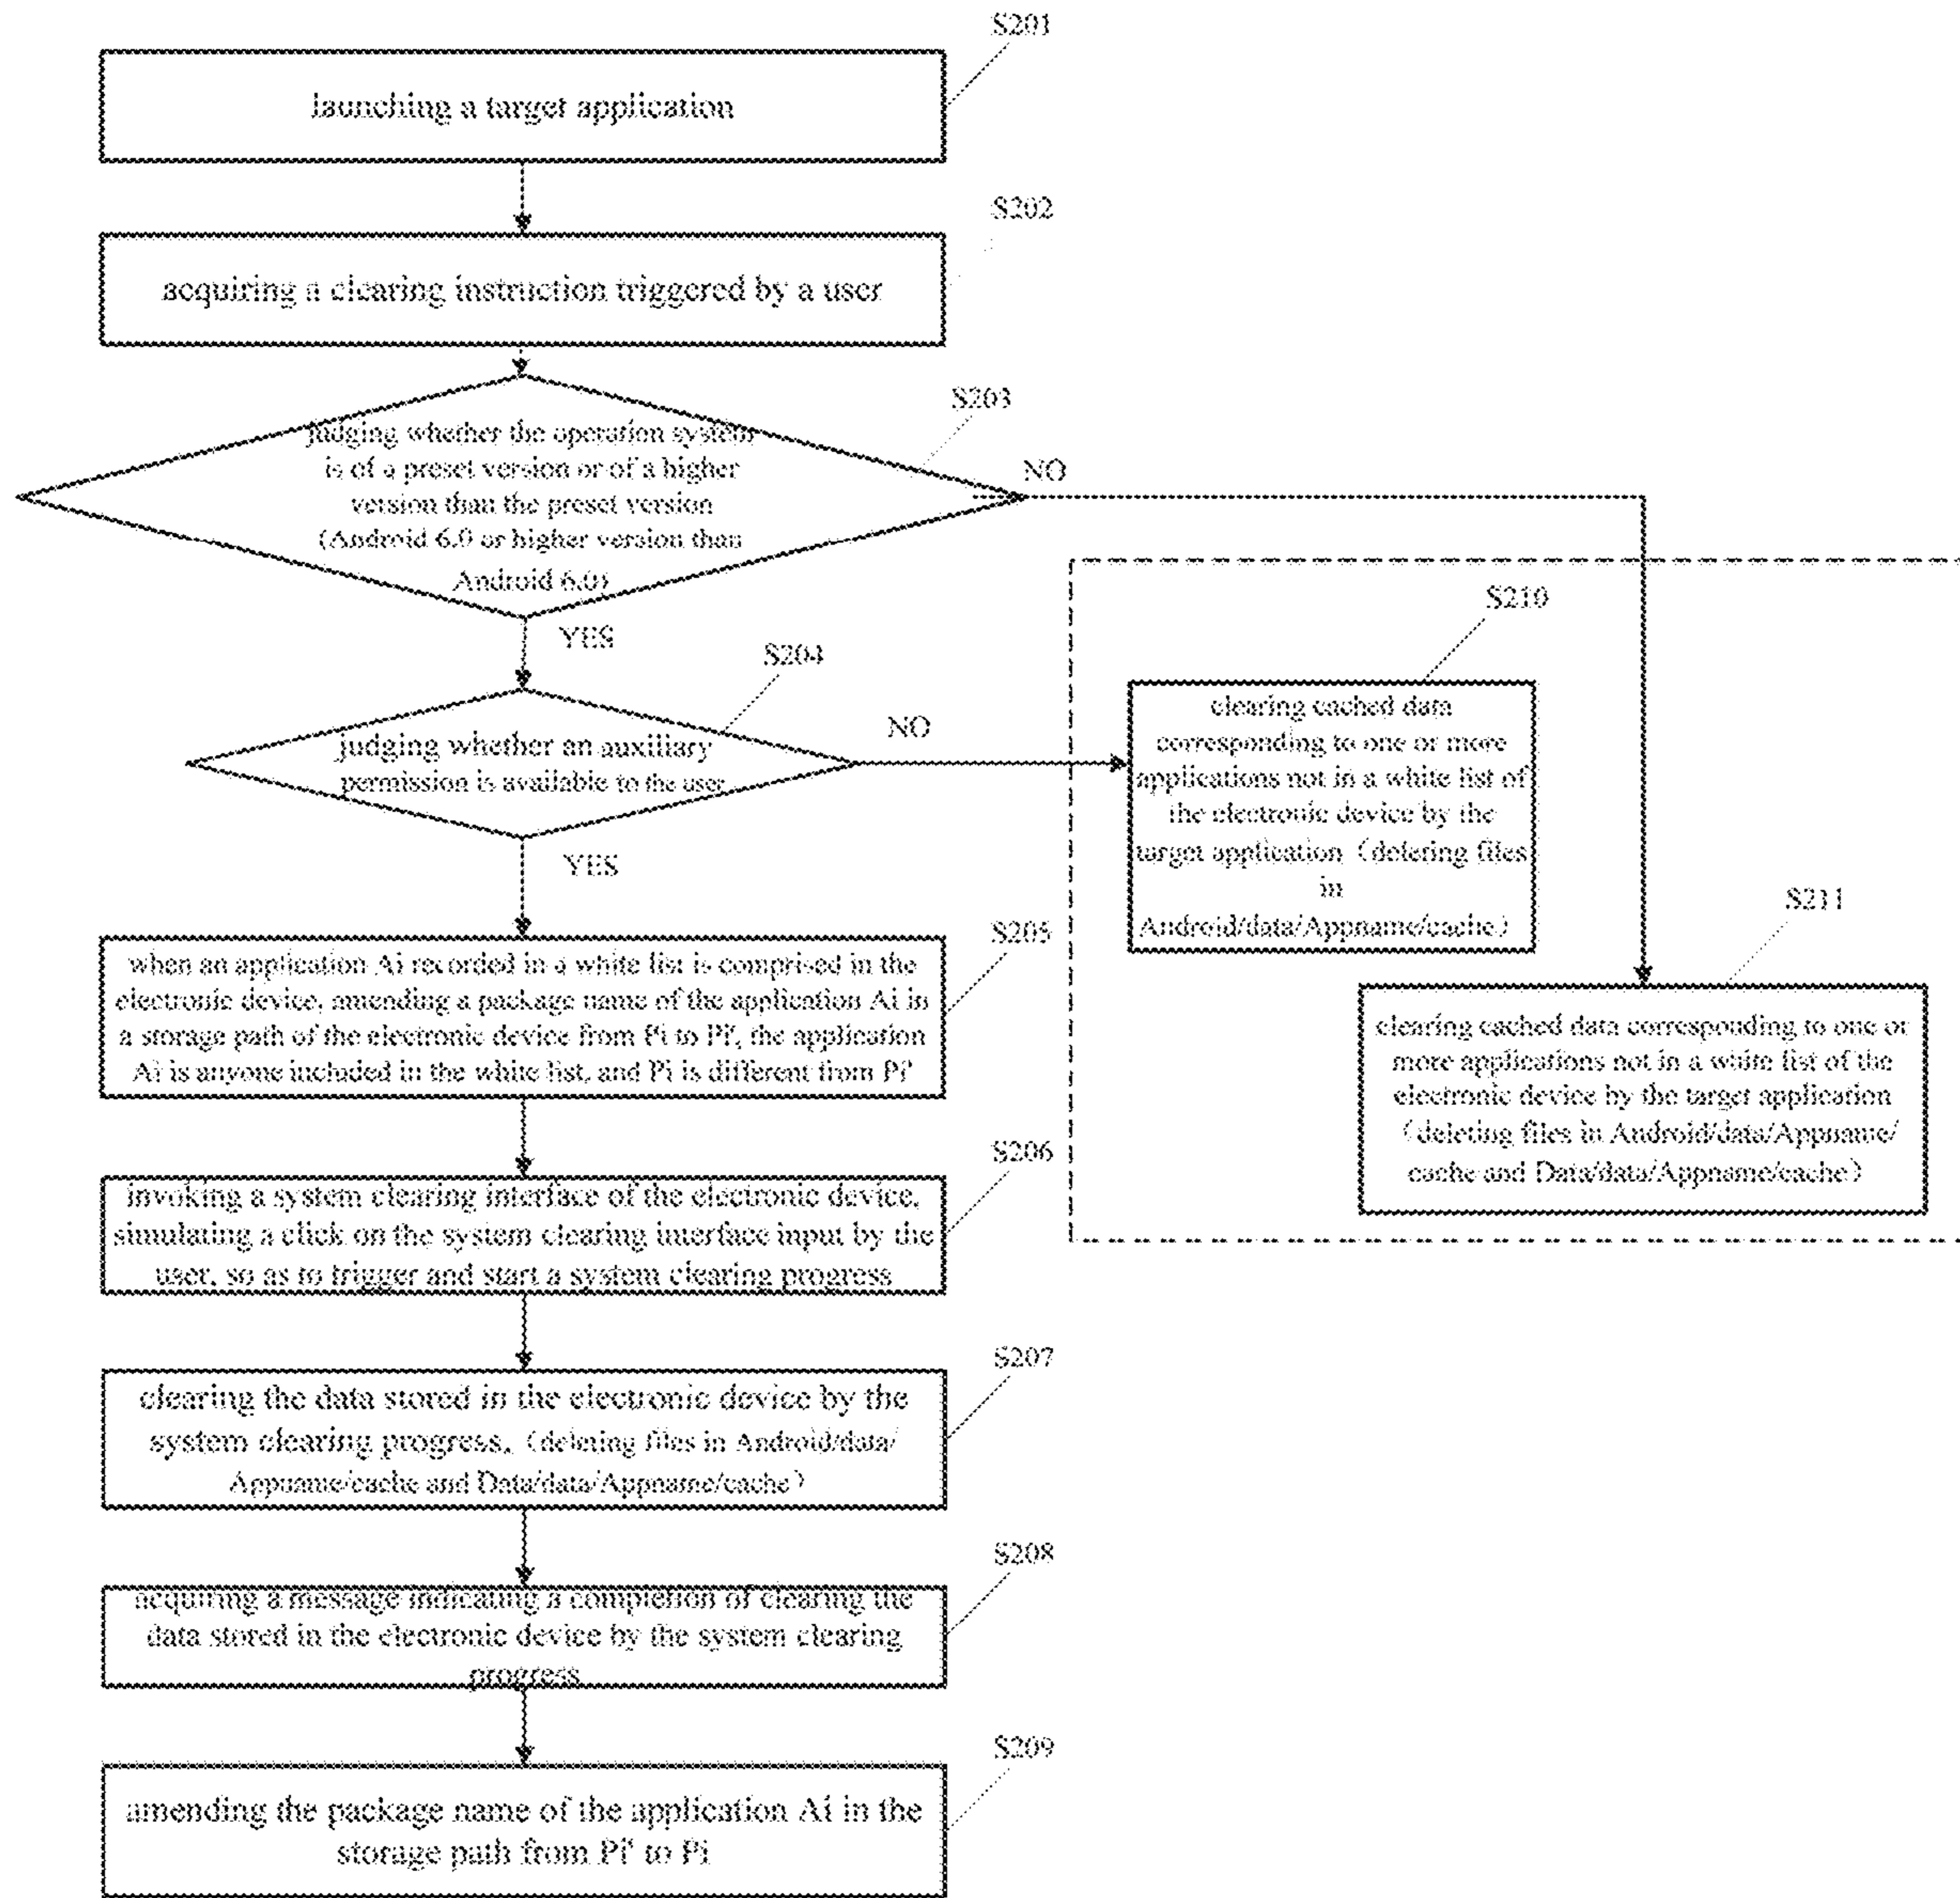 S201
launching a target application
S202
acquiring a clearing instruction triggered by a user
S203
judging whether the operation system
is of a preset version or of a higher
version than the preset version
(Android 6.0 or higher version than
Android 6.0)
NO
YES
S204
judging whether an auxiliary
permission is available to the user
NO
YES
S210
clearing cached data
corresponding to one or more
applications not in a white list of
the electronic device by the
target application（deletring files
in
Android/data/Appname/cache）
S211
clearing cached data corresponding to one or
more applications not in a white list of the
electronic device by the target application
（deleting files in Android/data/Appname/
cache and Data/data/Appname/cache）
S205
when an application Ai recorded in a white list is comprised in the
electronic device, amending a package name of the application Ai in
a storage path of the electronic device from Pi to Pi', the application
Ai is anyone included in the white list, and Pi is different from Pi'
S206
invoking a system clearing interface of the electronic device,
simulating a click on the system clearing interface input by the
user, so as to trigger and start a system clearing progress
S207
clearing the data stored in the electronic device by the
system clearing progress.（deleting files in Android/data/
Appname/cache and Data/data/Appname/cache）
S208
acquiring a message indicating a completion of clearing the
data stored in the electronic device by the system clearing
progress
S209
amending the package name of the application Ai in the
storage path from Pi' to Pi